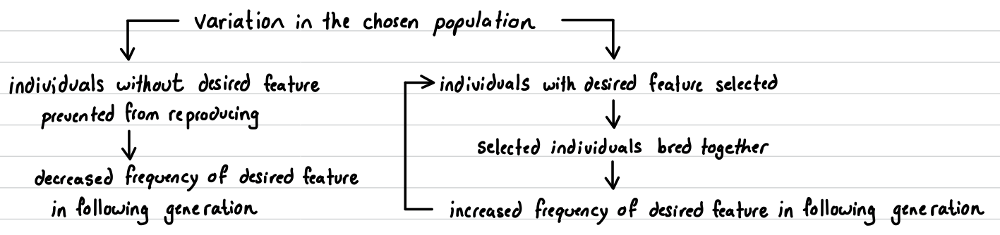 variation in the chosen population
individuals without desired feature
prevented from reproducing
decreased frequency of desired feature
in following generation
individuals with desired feature selected
selected individuals bred together
increased frequency of desired feature in following generation